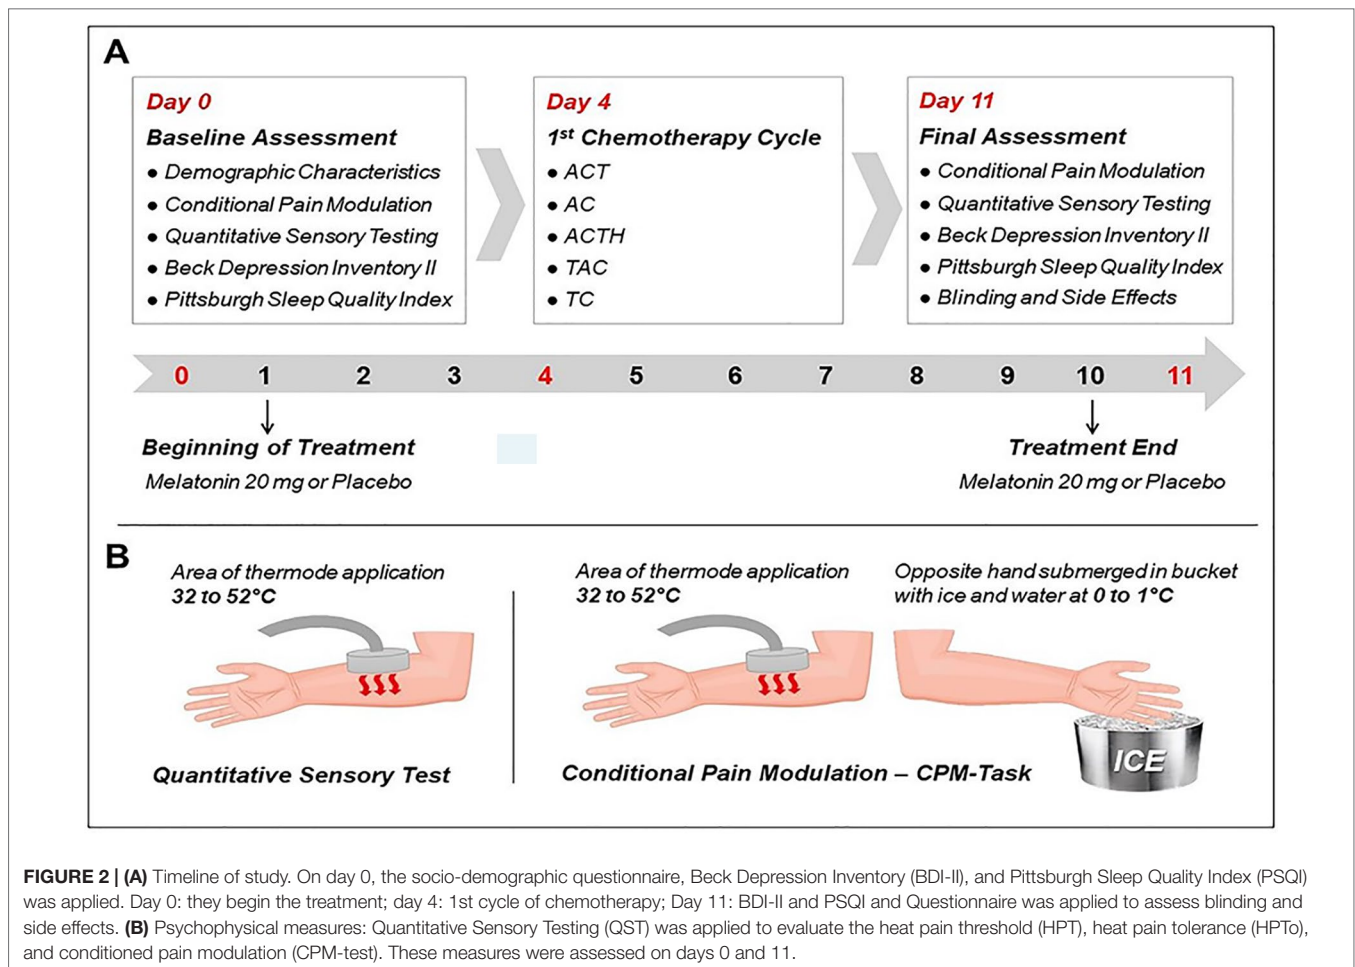 A
Day 0
Baseline Assessment
● Demographic Characteristics
● Conditional Pain Modulation
● Quantitative Sensory Testing
● Beck Depression Inventory II
● Pittsburgh Sleep Quality Index
Day 4
1st Chemotherapy Cycle
● ACT
● AC
● ACTH
● TAC
● TC
Day 11
Final Assessment
● Conditional Pain Modulation
● Quantitative Sensory Testing
● Beck Depression Inventory II
● Pittsburgh Sleep Quality Index
● Blinding and Side Effects
0 1 2 3 4 5 6 7 8 9 10 11
Beginning of Treatment
Melatonin 20 mg or Placebo
Treatment End
Melatonin 20 mg or Placebo
B
Area of thermode application
32 to 52°C
Quantitative Sensory Test
Area of thermode application
32 to 52°C
Opposite hand submerged in bucket
with ice and water at 0 to 1°C
ICE
Conditional Pain Modulation – CPM-Task
FIGURE 2 | (A) Timeline of study. On day 0, the socio-demographic questionnaire, Beck Depression Inventory (BDI-II), and Pittsburgh Sleep Quality Index (PSQI)
was applied. Day 0: they begin the treatment; day 4: 1st cycle of chemotherapy; Day 11: BDI-II and PSQI and Questionnaire was applied to assess blinding and
side effects. (B) Psychophysical measures: Quantitative Sensory Testing (QST) was applied to evaluate the heat pain threshold (HPT), heat pain tolerance (HPTo),
and conditioned pain modulation (CPM-test). These measures were assessed on days 0 and 11.